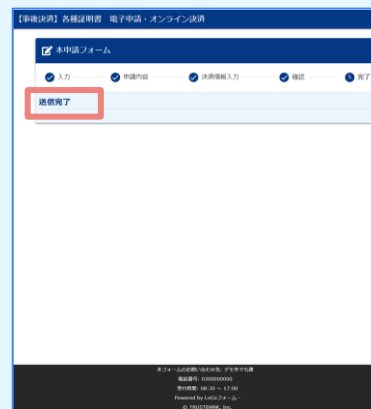 【事後決済】各種証明書　電子申請・オンライン決済
本申請フォーム
入力 申請内容 決済情報入力 確認 5 完了
送信完了
本フォームのお問い合わせ先: デモ市でも課
電話番号: 0300000000
受付時間: 08:30 ～ 17:00
Powered by LoGoフォーム -
© TRUSTBANK, Inc.